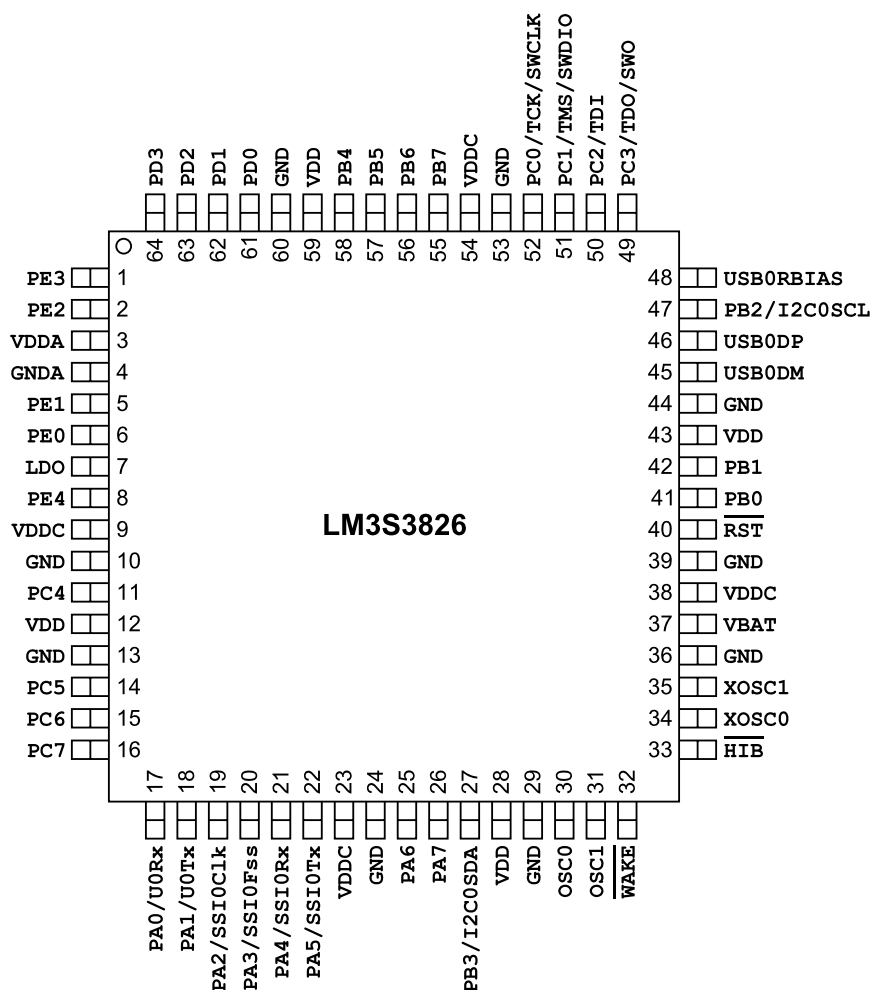 PD3
PD2
PD1
PD0
GND
VDD
PB4
PB5
PB6
PB7
VDDC
GND
PC0/TCK/SWCLK
PC1/TMS/SWDIO
PC2/TDI
PC3/TDO/SWO
64
63
62
61
60
59
58
57
56
55
54
53
52
51
50
49
PE3 1
PE2 2
VDDA 3
GNDA 4
PE1 5
PE0 6
LDO 7
PE4 8
VDDC 9
GND 10
PC4 11
VDD 12
GND 13
PC5 14
PC6 15
PC7 16
LM3S3826
48 USB0RBIAS
47 PB2/I2C0SCL
46 USB0DP
45 USB0DM
44 GND
43 VDD
42 PB1
41 PB0
40 RST
39 GND
38 VDDC
37 VBAT
36 GND
35 XOSC1
34 XOSC0
33 HIB
17
18
19
20
21
22
23
24
25
26
27
28
29
30
31
32
PA0/U0Rx
PA1/U0Tx
PA2/SSI0Clk
PA3/SSI0Fss
PA4/SSI0Rx
PA5/SSI0Tx
VDDC
GND
PA6
PA7
PB3/I2C0SDA
VDD
GND
OSC0
OSC1
WAKE